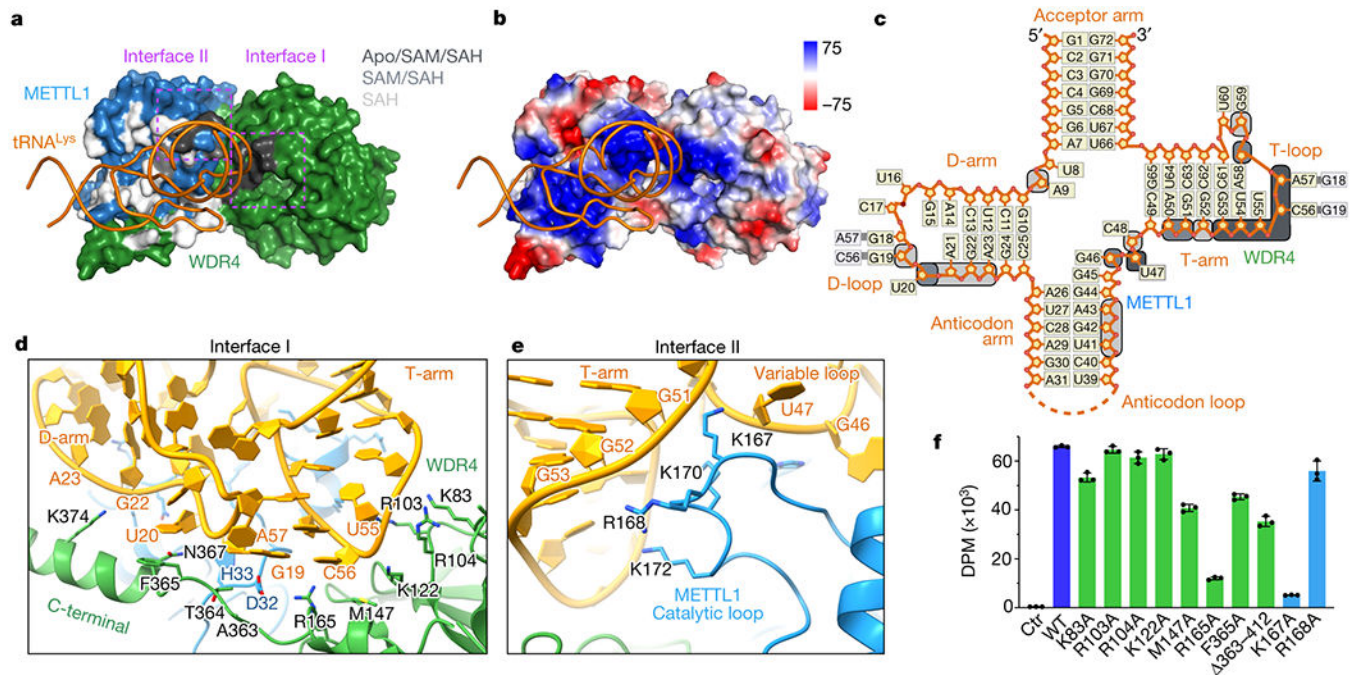 a
Interface II
Interface I
METTL1
tRNALys
WDR4
Apo/SAM/SAH
SAM/SAH
SAH
b
75
−75
c
Acceptor arm
5′
3′
G1 G72
C2 G71
C3 G70
C4 G69
G5 C68
G6 U67
A7 U66
U8
A9
D-arm
U16
C17
G15
A14
C13 G22
U12 A23
C11 G24
G10 C25
A21
A57 G18
C56 G19
U20
D-loop
U60
G59
T-loop
A57 G18
C56 G19
G65 C49
U64 A50
C63 G51
C62 G52
C61 G53
A58 U54
U55
C48
U47
G46
G45
T-arm
WDR4
METTL1
A26 G44
U27 A43
C28 G42
A29 U41
G30 C40
A31 U39
Anticodon arm
Anticodon loop
d
Interface I
T-arm
D-arm
WDR4
A23
G22
K374
U20
N367
F365
A57
H33
G19
D32
T364
A363
R165
U55
C56
M147
K122
R103
K83
R104
C-terminal
e
Interface II
T-arm
Variable loop
G51
U47
G46
G52
G53
K167
K170
R168
K172
METTL1
Catalytic loop
f
DPM (×10³)
60
40
20
0
Ctr
WT
K83A
R103A
R104A
K122A
M147A
R165A
F365A
Δ363–412
K167A
R168A